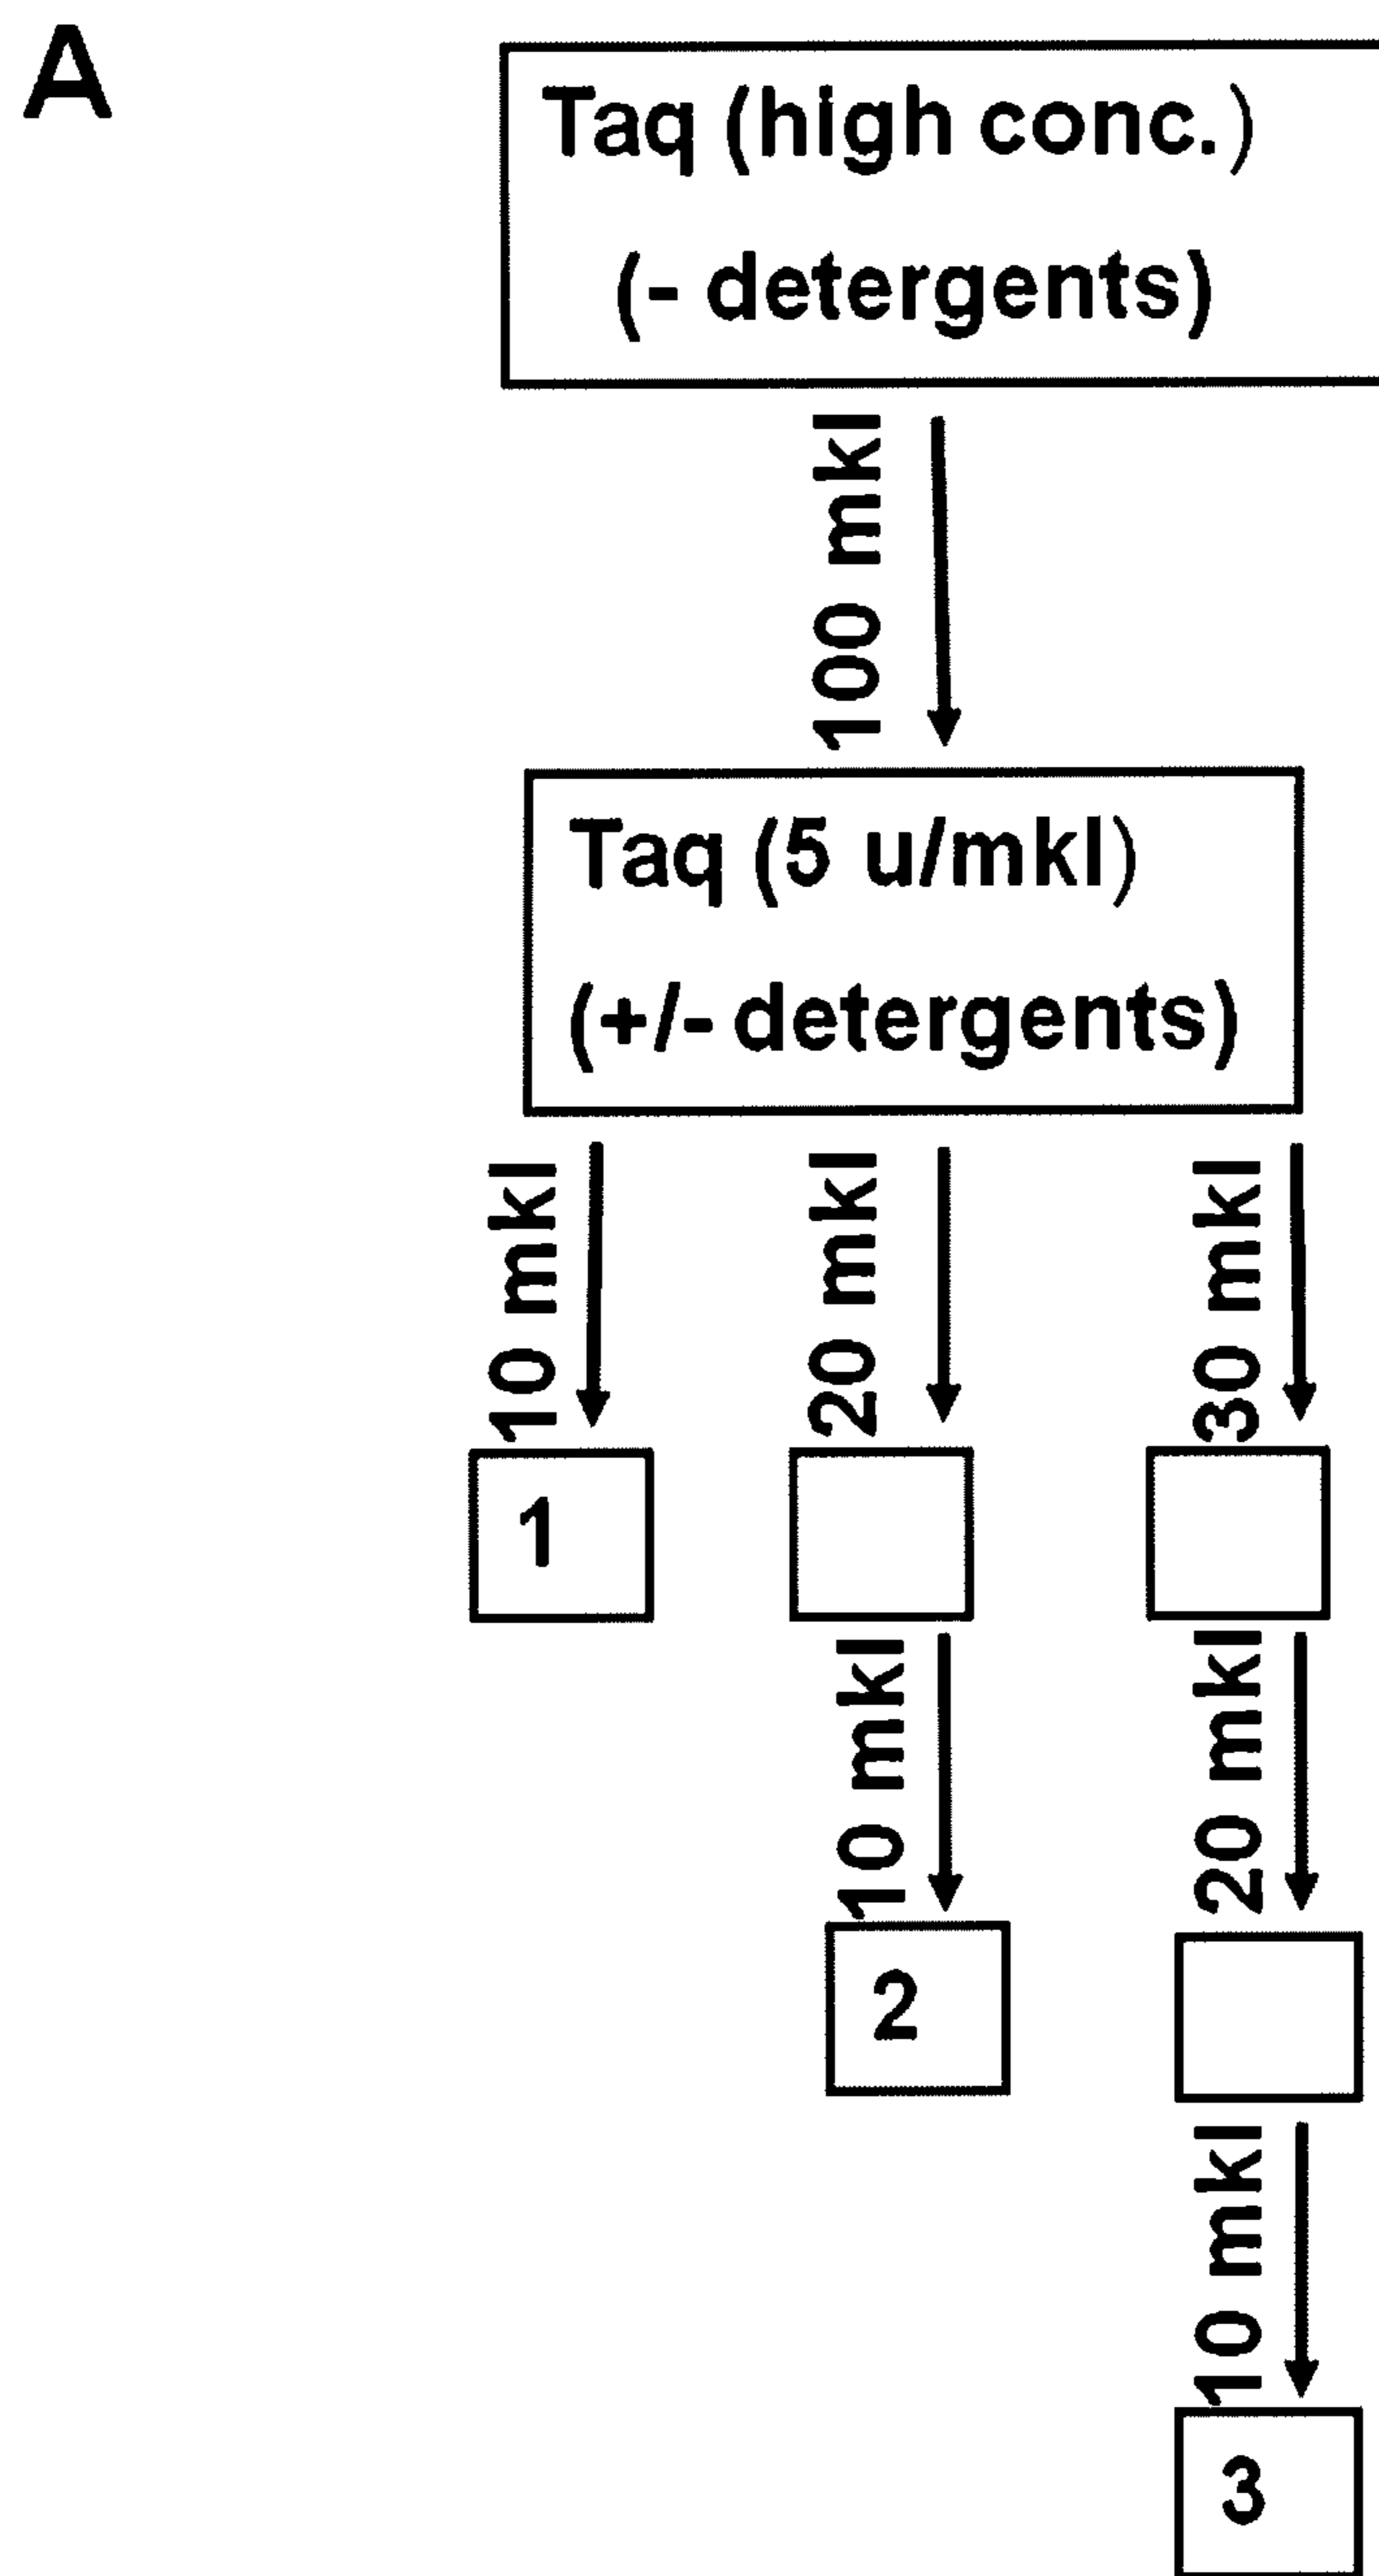 A
Taq (high conc.)
(- detergents)
100 mkl
Taq (5 u/mkl)
(+/- detergents)
10 mkl
20 mkl
30 mkl
1
10 mkl
20 mkl
2
10 mkl
3